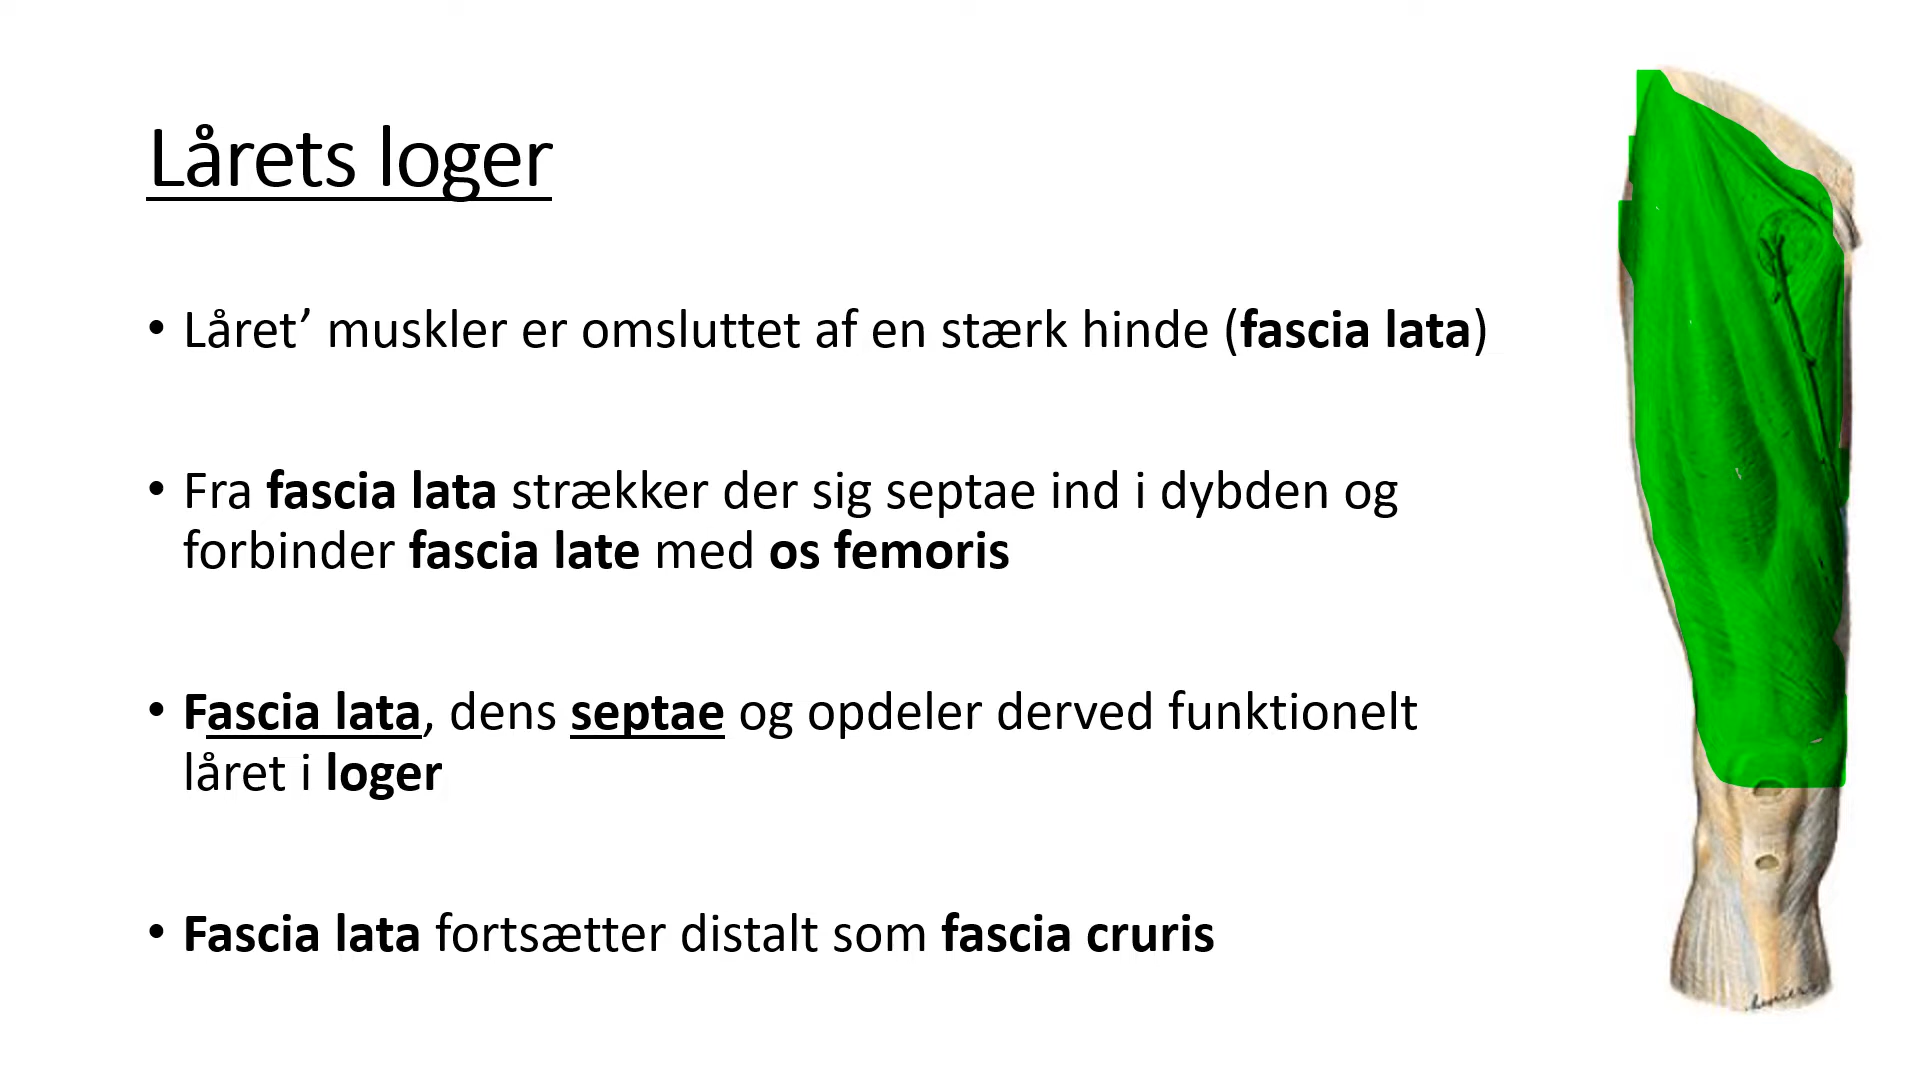 Lårets loger
• Låret’ muskler er omsluttet af en stærk hinde (fascia lata)
• Fra fascia lata strækker der sig septae ind i dybden og
forbinder fascia late med os femoris
• Fascia lata, dens septae og opdeler derved funktionelt
låret i loger
• Fascia lata fortsætter distalt som fascia cruris